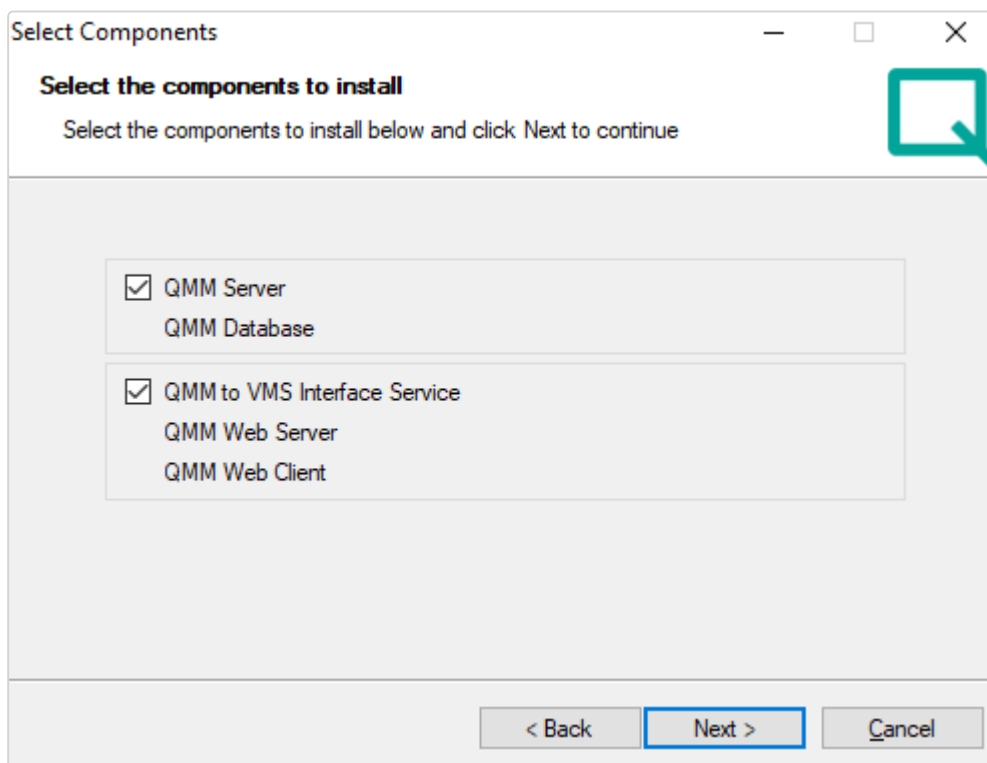 Select Components
Select the components to install
Select the components to install below and click Next to continue
QMM Server
QMM Database
QMM to VMS Interface Service
QMM Web Server
QMM Web Client
< Back Next > Cancel